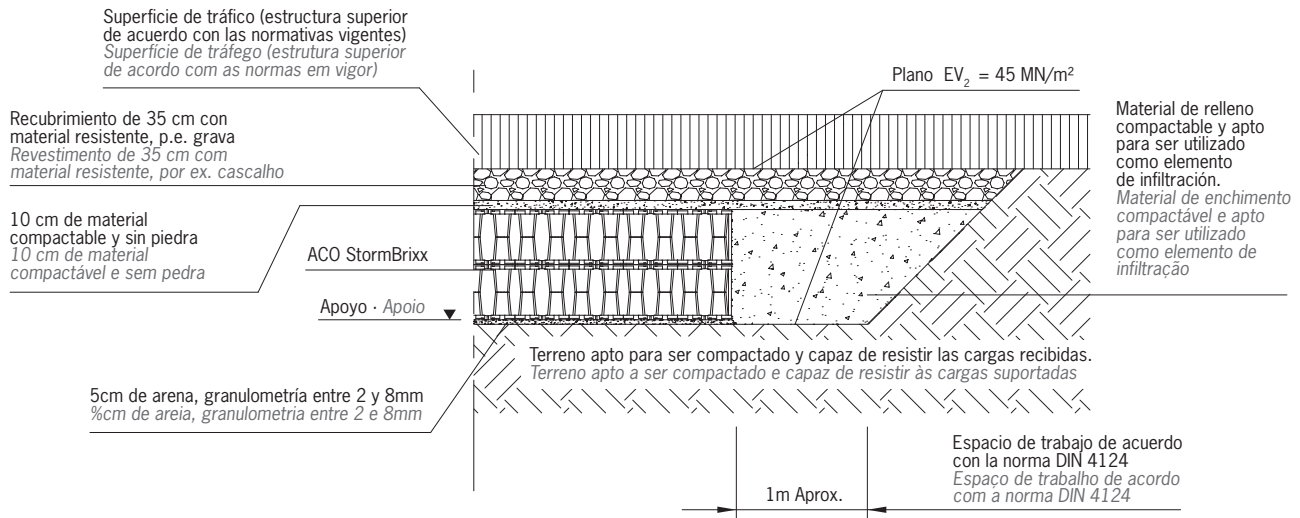 Superficie de tráfico (estructura superior
de acuerdo con las normativas vigentes)
Superfície de tráfego (estrutura superior
de acordo com as normas em vigor)
Recubrimiento de 35 cm con
material resistente, p.e. grava
Revestimento de 35 cm com
material resistente, por ex. cascalho
10 cm de material
compactable y sin piedra
10 cm de material
compactável e sem pedra
ACO StormBrixx
Apoyo · Apoio
5cm de arena, granulometría entre 2 y 8mm
%cm de areia, granulometria entre 2 e 8mm
Plano EV₂ = 45 MN/m²
Material de relleno
compactable y apto
para ser utilizado
como elemento
de infiltración.
Material de enchimento
compactável e apto
para ser utilizado
como elemento de
infiltração
Terreno apto para ser compactado y capaz de resistir las cargas recibidas.
Terreno apto a ser compactado e capaz de resistir às cargas suportadas
1m Aprox.
Espacio de trabajo de acuerdo
con la norma DIN 4124
Espaço de trabalho de acordo
com a norma DIN 4124